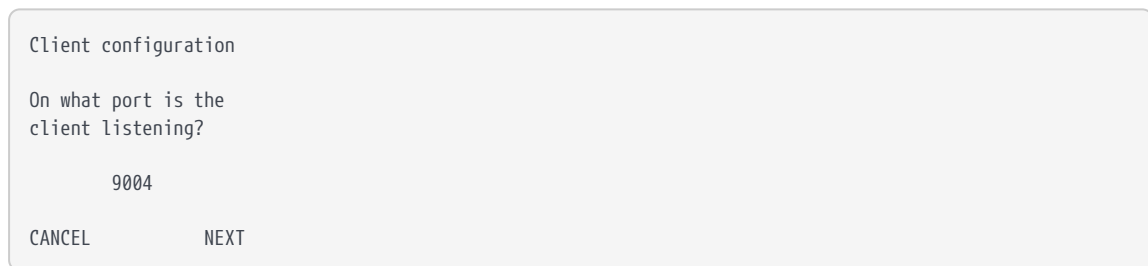 Client configuration
On what port is the
client listening?
9004
CANCEL NEXT